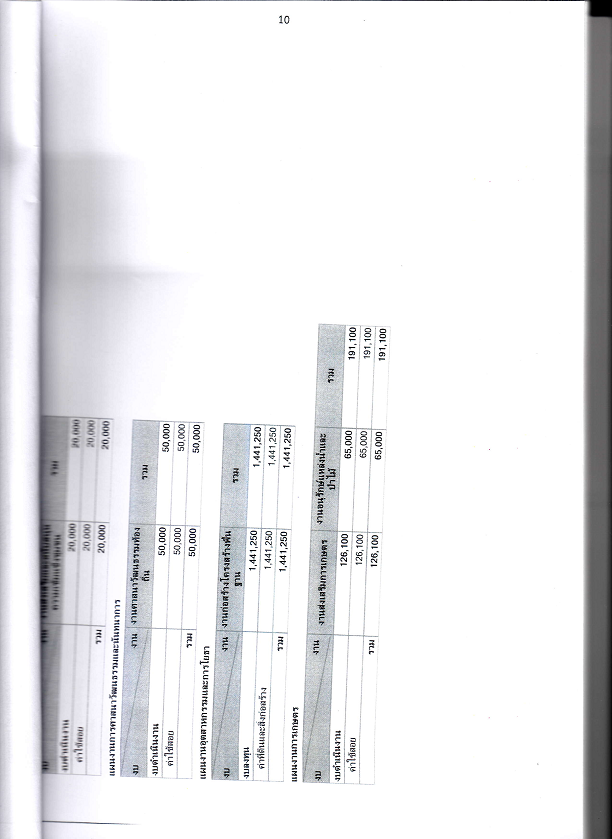 10
งบ งาน รวม
งบดำเนินงาน 20,000 20,000
ค่าใช้สอย 20,000 20,000
รวม 20,000 20,000
แผนงานการศาสนาวัฒนธรรมและนันทนาการ
งบ งาน งานศาสนาวัฒนธรรมท้อง
ถิ่น รวม
งบดำเนินงาน 50,000 50,000
ค่าใช้สอย 50,000 50,000
รวม 50,000 50,000
แผนงานอุตสาหกรรมและการโยธา
งบ งาน งานก่อสร้างโครงสร้างพื้น
ฐาน รวม
งบลงทุน 1,441,250 1,441,250
ค่าที่ดินและสิ่งก่อสร้าง 1,441,250 1,441,250
รวม 1,441,250 1,441,250
แผนงานการเกษตร
งบ งาน งานส่งเสริมการเกษตร งานอนุรักษ์แหล่งน้ำและ
ป่าไม้ รวม
งบดำเนินงาน 126,100 65,000 191,100
ค่าใช้สอย 126,100 65,000 191,100
รวม 126,100 65,000 191,100